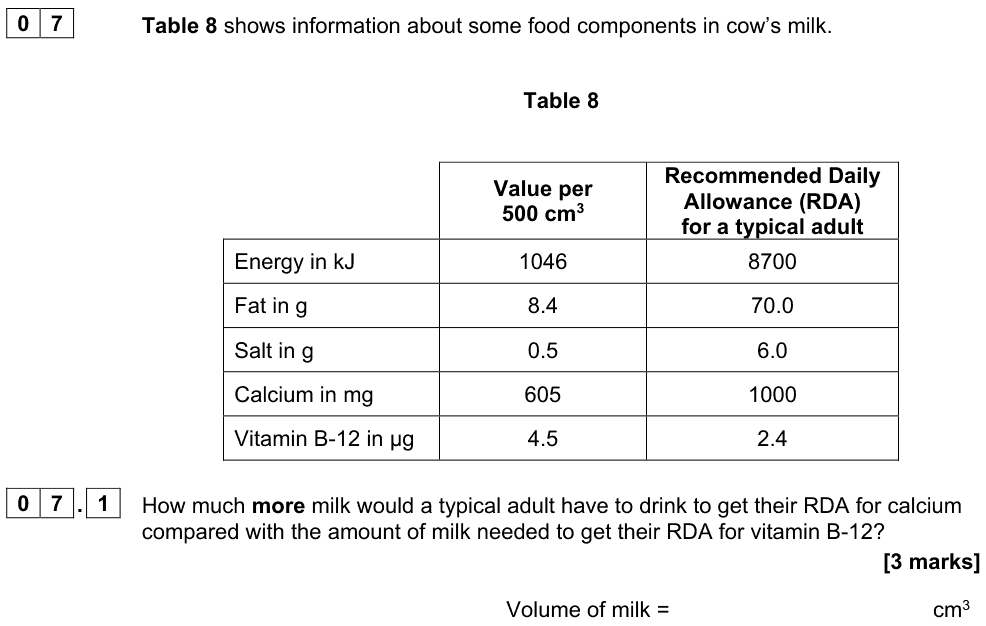 0 7 Table 8 shows information about some food components in cow's milk.
Table 8
Value per 500 cm³ Recommended Daily Allowance (RDA) for a typical adult
Energy in kJ 1046 8700
Fat in g 8.4 70.0
Salt in g 0.5 6.0
Calcium in mg 605 1000
Vitamin B-12 in µg 4.5 2.4
0 7 . 1 How much more milk would a typical adult have to drink to get their RDA for calcium
compared with the amount of milk needed to get their RDA for vitamin B-12?
[3 marks]
Volume of milk = cm³